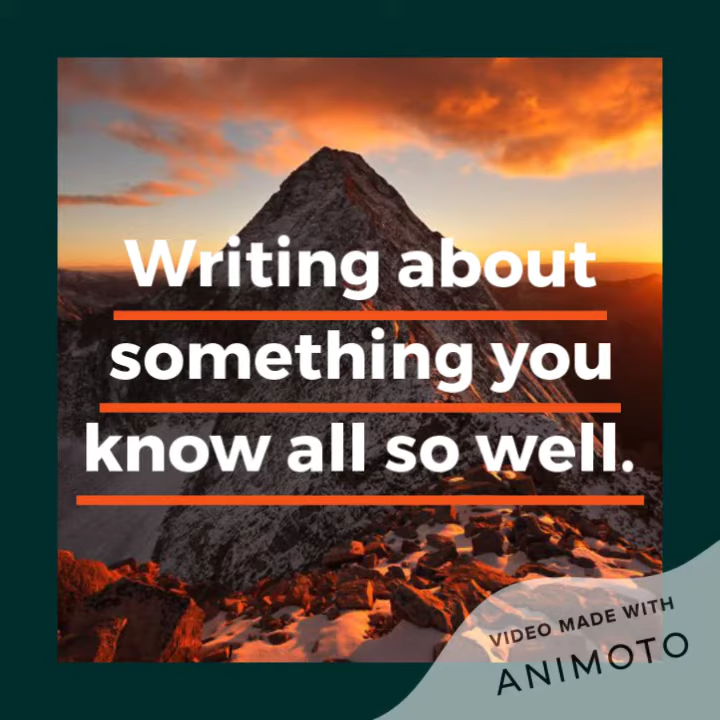 Writing about
something you
know all so well.
VIDEO MADE WITH
ANIMOTO